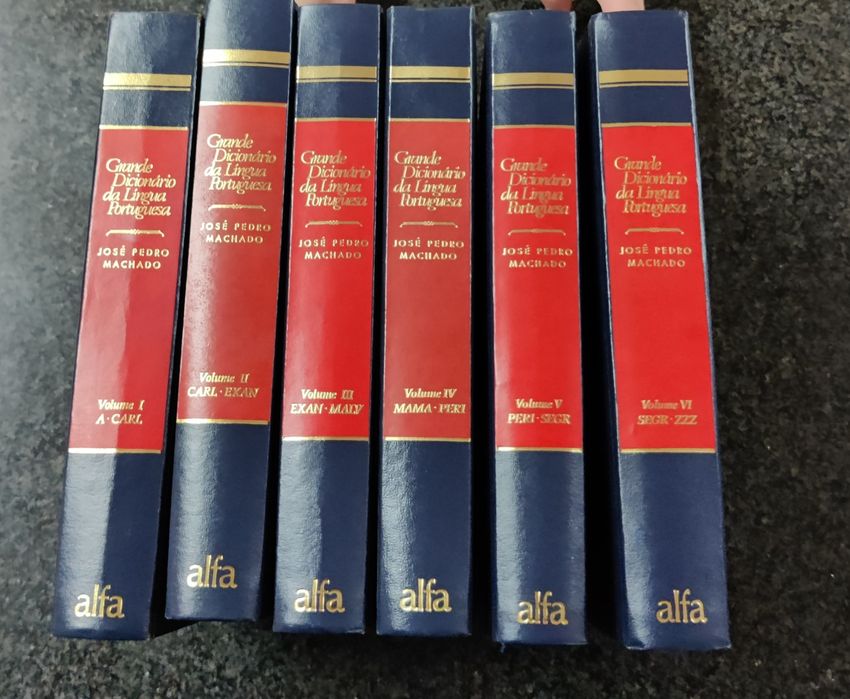 Grande
Dicionário
da Língua
Portuguesa
JOSÉ PEDRO
MACHADO
Volume I
A · CARL
alfa
Grande
Dicionário
da Língua
Portuguesa
JOSÉ PEDRO
MACHADO
Volume II
CARL · EXAN
alfa
Grande
Dicionário
da Língua
Portuguesa
JOSÉ PEDRO
MACHADO
Volume III
EXAN · MALV
alfa
Grande
Dicionário
da Língua
Portuguesa
JOSÉ PEDRO
MACHADO
Volume IV
MAMA · PERI
alfa
Grande
Dicionário
da Língua
Portuguesa
JOSÉ PEDRO
MACHADO
Volume V
PERI · SEGR
alfa
Grande
Dicionário
da Língua
Portuguesa
JOSÉ PEDRO
MACHADO
Volume VI
SEGR · ZZZ
alfa